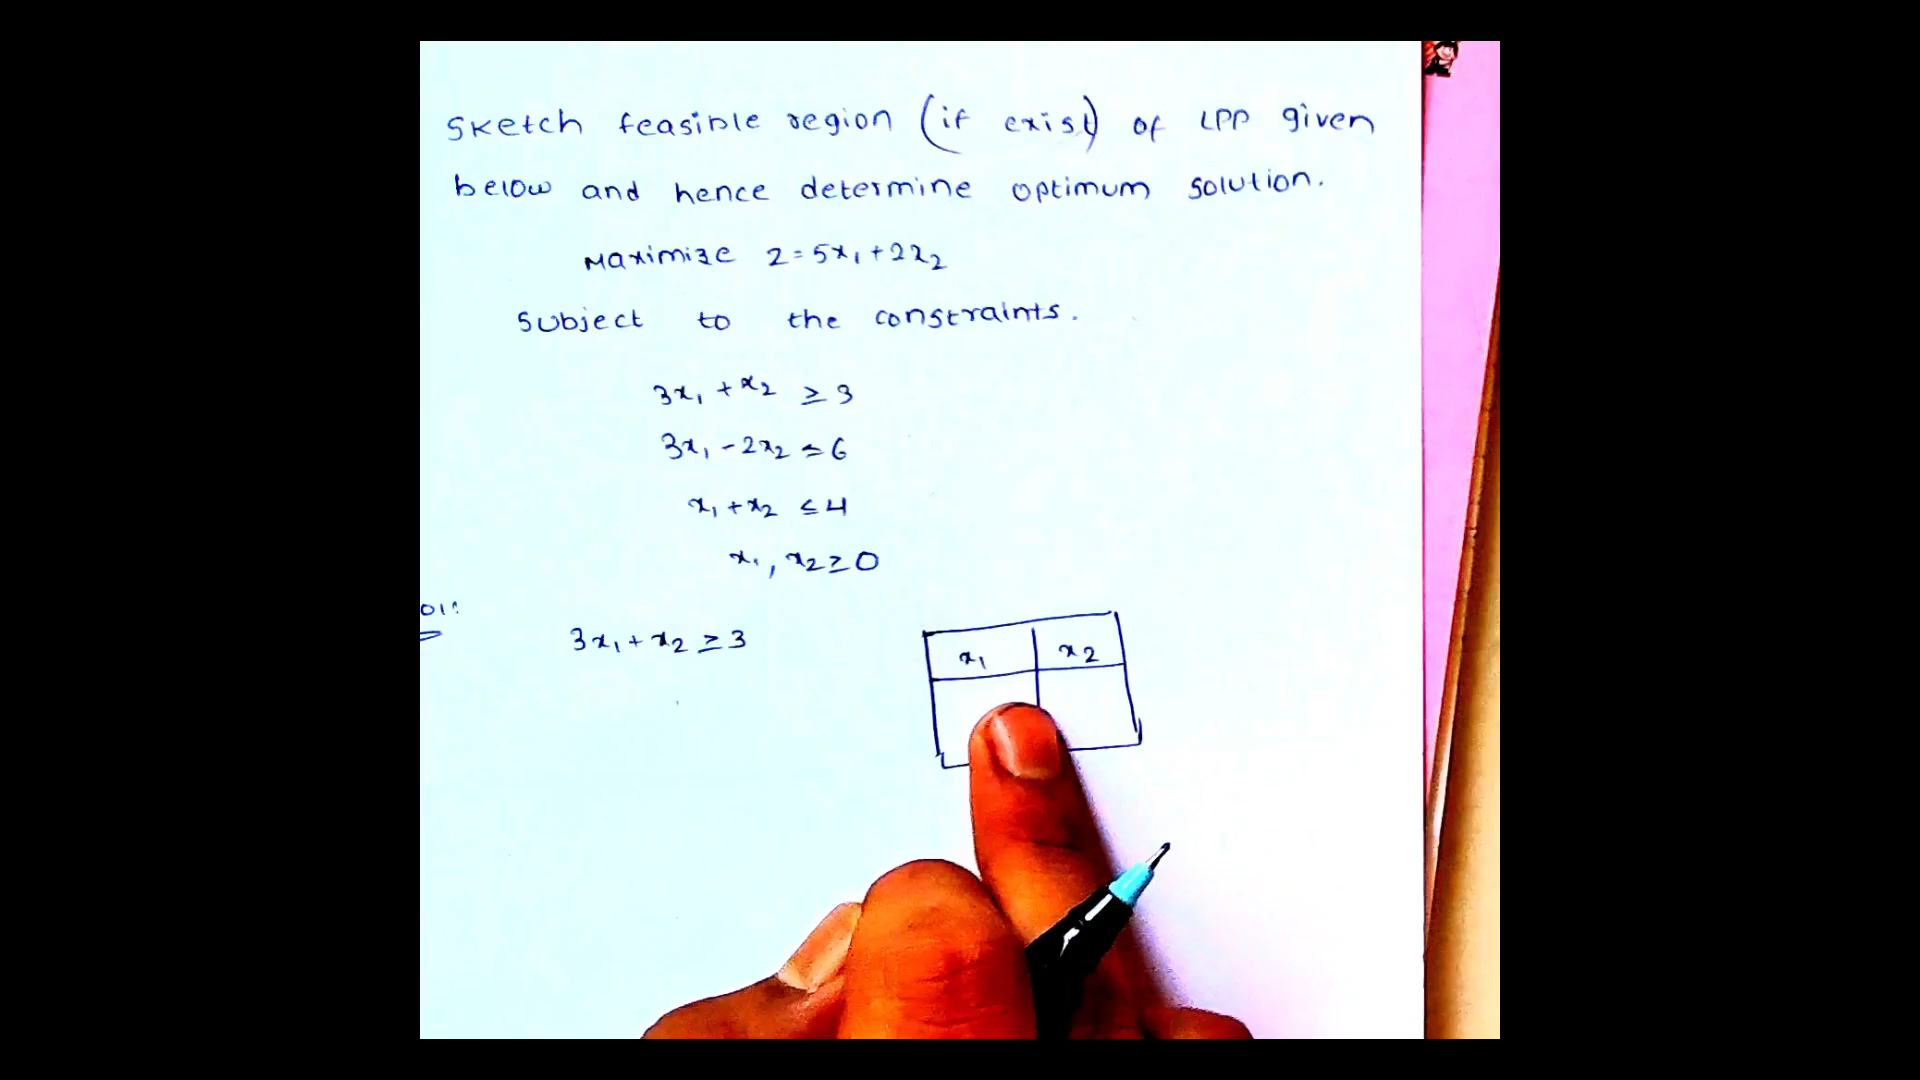 Sketch feasible region (if exist) of LPP given
below and hence determine optimum solution.
Maximize Z = 5x₁ + 2x₂
Subject to the constraints.
3x₁ + x₂ ≥ 3
3x₁ - 2x₂ ≤ 6
x₁ + x₂ ≤ 4
x₁, x₂ ≥ 0
ol:
3x₁ + x₂ ≥ 3
x₁ x₂